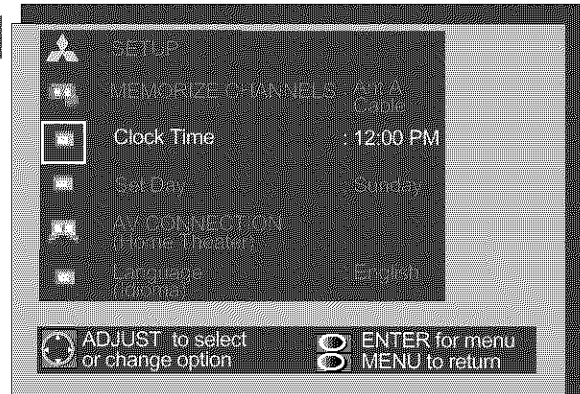 SETUP
MEMORIZE CHANNELS Ant A
Cable
Clock Time : 12:00 PM
Set Day Sunday
AV CONNECTION
(Home Theater)
Language English
(Idioma)
ADJUST to select
or change option
ENTER for menu
MENU to return